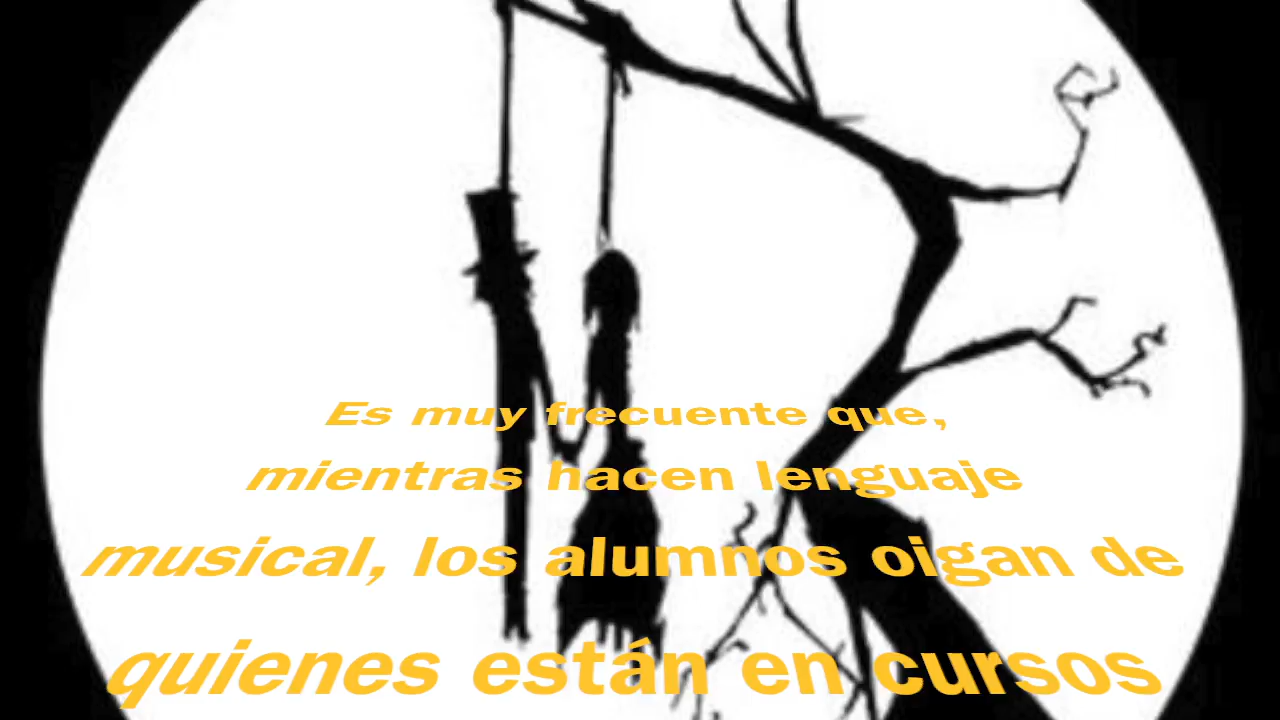 Es muy frecuente que,
mientras hacen lenguaje
musical, los alumnos oigan de
quienes están en cursos